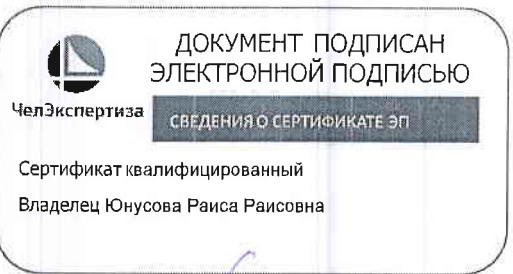 ДОКУМЕНТ ПОДПИСАН
ЭЛЕКТРОННОЙ ПОДПИСЬЮ
ЧелЭкспертиза
СВЕДЕНИЯ О СЕРТИФИКАТЕ ЭП
Сертификат квалифицированный
Владелец Юнусова Раиса Раисовна